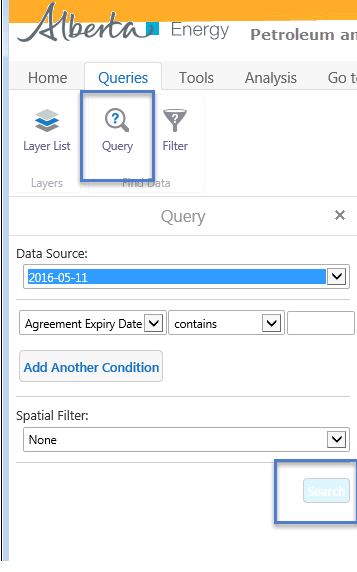 Alberta Energy
Petroleum an
Home Queries Tools Analysis Go t
Layer List Query Filter
Layers Find Data
Query ×
Data Source:
2016-05-11
Agreement Expiry Date contains
Add Another Condition
Spatial Filter:
None
Search